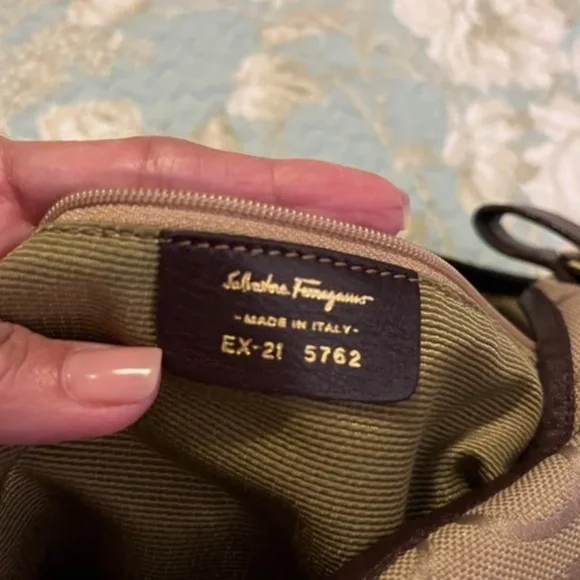 Salvatore Ferragamo
-MADE IN ITALY-
EX-21 5762